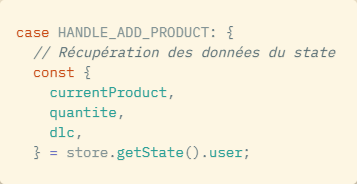 case HANDLE_ADD_PRODUCT: {
// Récupération des données du state
const {
currentProduct,
quantite,
dlc,
} = store.getState().user;